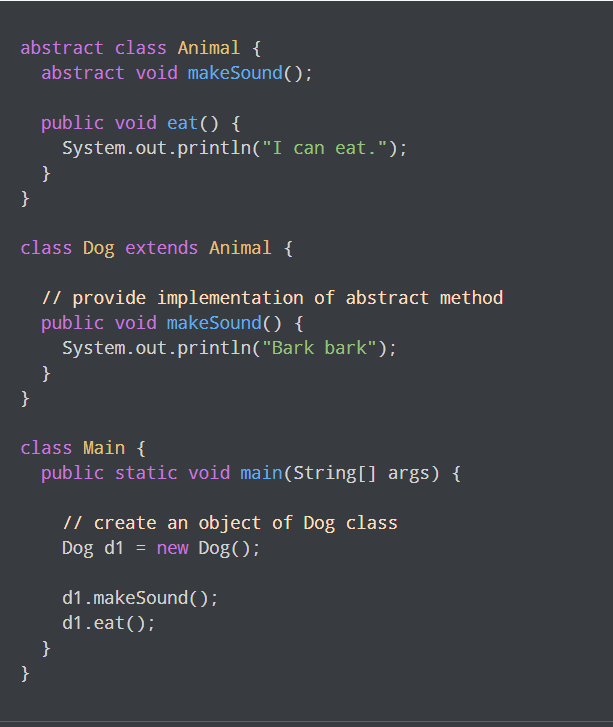 abstract class Animal {
  abstract void makeSound();
  public void eat() {
    System.out.println("I can eat.");
  }
}
class Dog extends Animal {
  // provide implementation of abstract method
  public void makeSound() {
    System.out.println("Bark bark");
  }
}
class Main {
  public static void main(String[] args) {
    // create an object of Dog class
    Dog d1 = new Dog();
    d1.makeSound();
    d1.eat();
  }
}